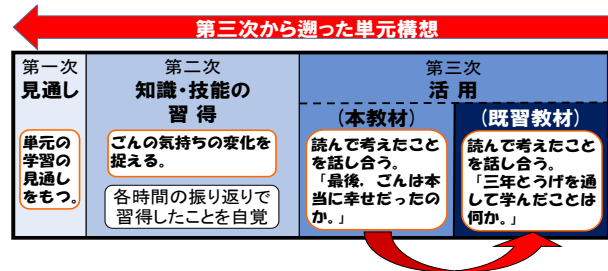 第三次から遡った単元構想
第一次
見通し
単元の
学習の
見通し
をもつ。
第二次
知識・技能の
習 得
ごんの気持ちの変化を
捉える。
各時間の振り返りで
習得したことを自覚
第三次
活 用
(本教材)
読んで考えたこと
を話し合う。
「最後,ごんは本
当に幸せだったの
か。」
(既習教材)
読んで考えたこと
を話し合う。
「三年とうげを通
して学んだことは
何か。」